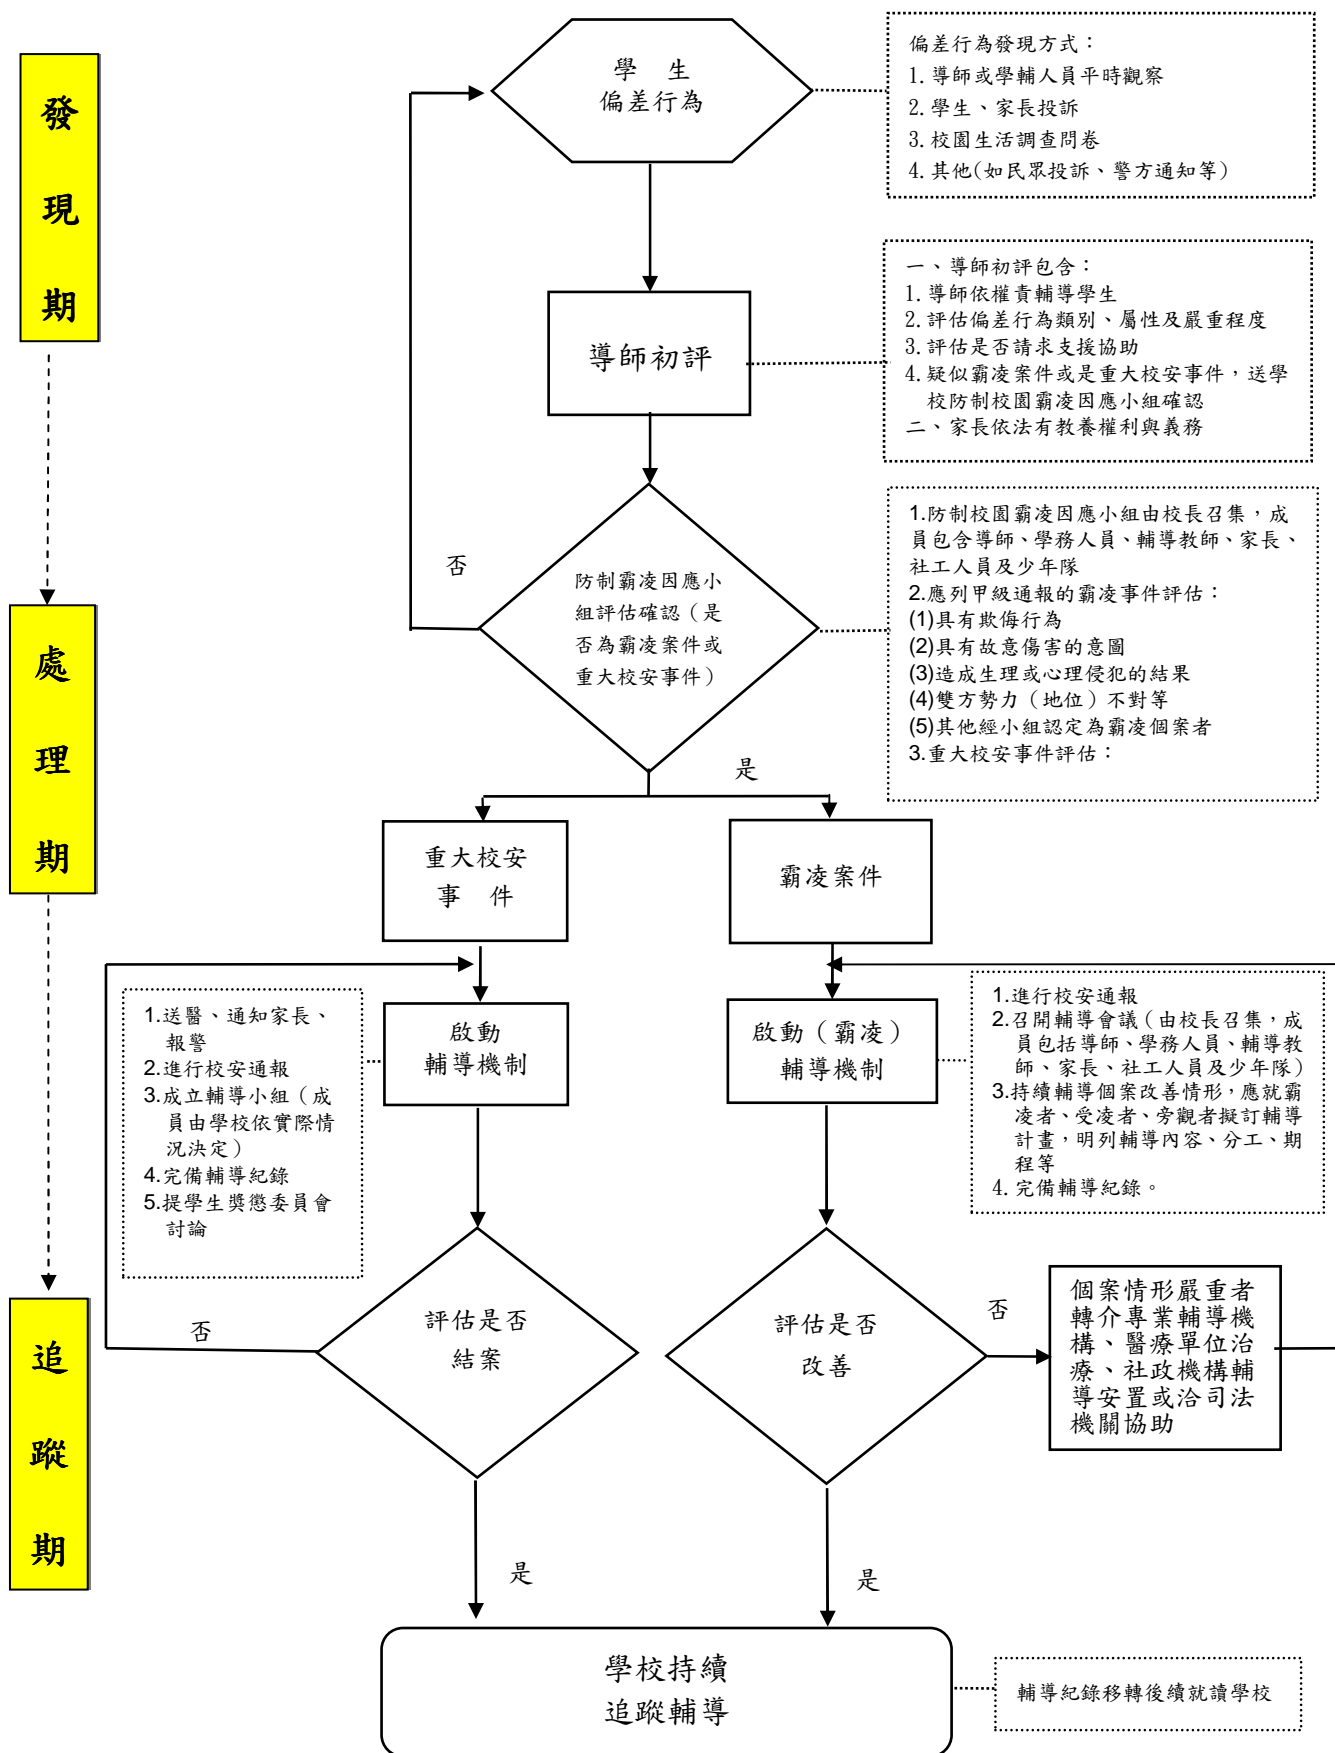 發現期
學 生
偏差行為
偏差行為發現方式：
1.導師或學輔人員平時觀察
2.學生、家長投訴
3.校園生活調查問卷
4.其他(如民眾投訴、警方通知等)
導師初評
一、導師初評包含：
1.導師依權責輔導學生
2.評估偏差行為類別、屬性及嚴重程度
3.評估是否請求支援協助
4.疑似霸凌案件或是重大校安事件，送學
校防制校園霸凌因應小組確認
二、家長依法有教養權利與義務
處理期
否
防制霸凌因應小
組評估確認（是
否為霸凌案件或
重大校安事件）
1.防制校園霸凌因應小組由校長召集，成
員包含導師、學務人員、輔導教師、家長、
社工人員及少年隊
2.應列甲級通報的霸凌事件評估：
(1)具有欺侮行為
(2)具有故意傷害的意圖
(3)造成生理或心理侵犯的結果
(4)雙方勢力（地位）不對等
(5)其他經小組認定為霸凌個案者
3.重大校安事件評估：
是
重大校安
事 件
霸凌案件
1.送醫、通知家長、
報警
2.進行校安通報
3.成立輔導小組（成
員由學校依實際情
況決定）
4.完備輔導紀錄
5.提學生獎懲委員會
討論
啟動
輔導機制
啟動（霸凌）
輔導機制
1.進行校安通報
2.召開輔導會議（由校長召集，成
員包括導師、學務人員、輔導教
師、家長、社工人員及少年隊）
3.持續輔導個案改善情形，應就霸
凌者、受凌者、旁觀者擬訂輔導
計畫，明列輔導內容、分工、期
程等
4.完備輔導紀錄。
追蹤期
否
評估是否
結案
評估是否
改善
否
個案情形嚴重者
轉介專業輔導機
構、醫療單位治
療、社政機構輔
導安置或洽司法
機關協助
是
是
學校持續
追蹤輔導
輔導紀錄移轉後續就讀學校